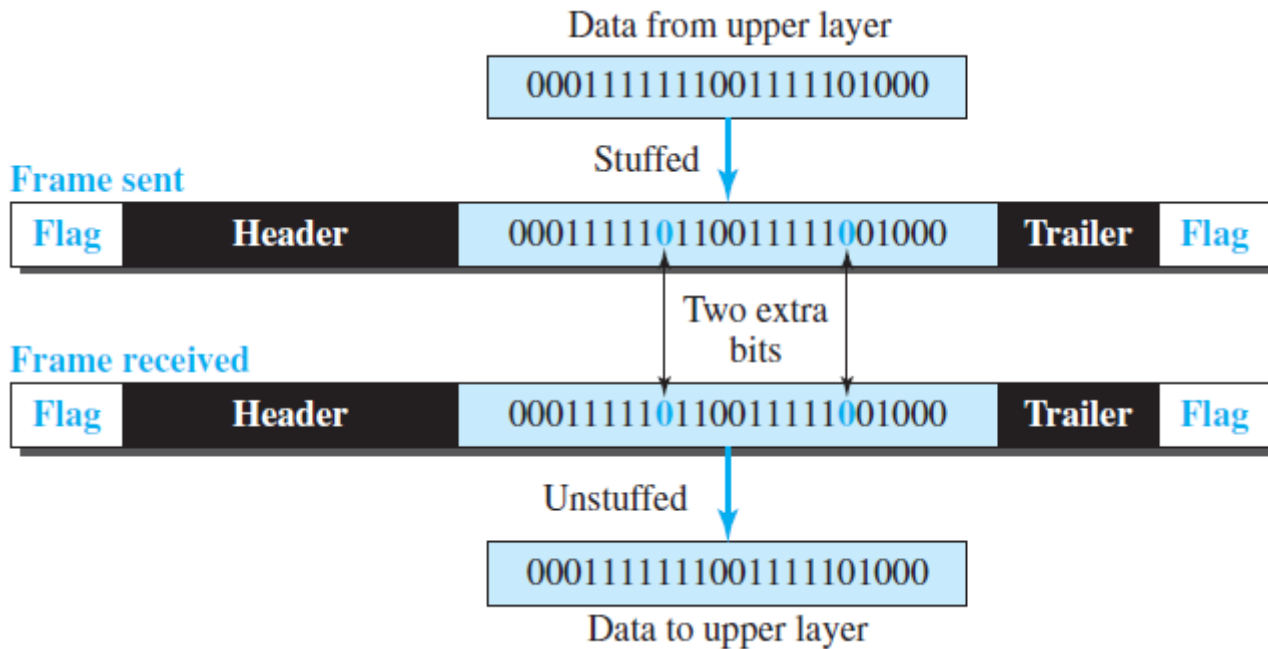 Data from upper layer
0001111111001111101000
Stuffed
Frame sent
Flag Header 000111110110011111001000 Trailer Flag
Two extra
bits
Frame received
Flag Header 000111110110011111001000 Trailer Flag
Unstuffed
0001111111001111101000
Data to upper layer